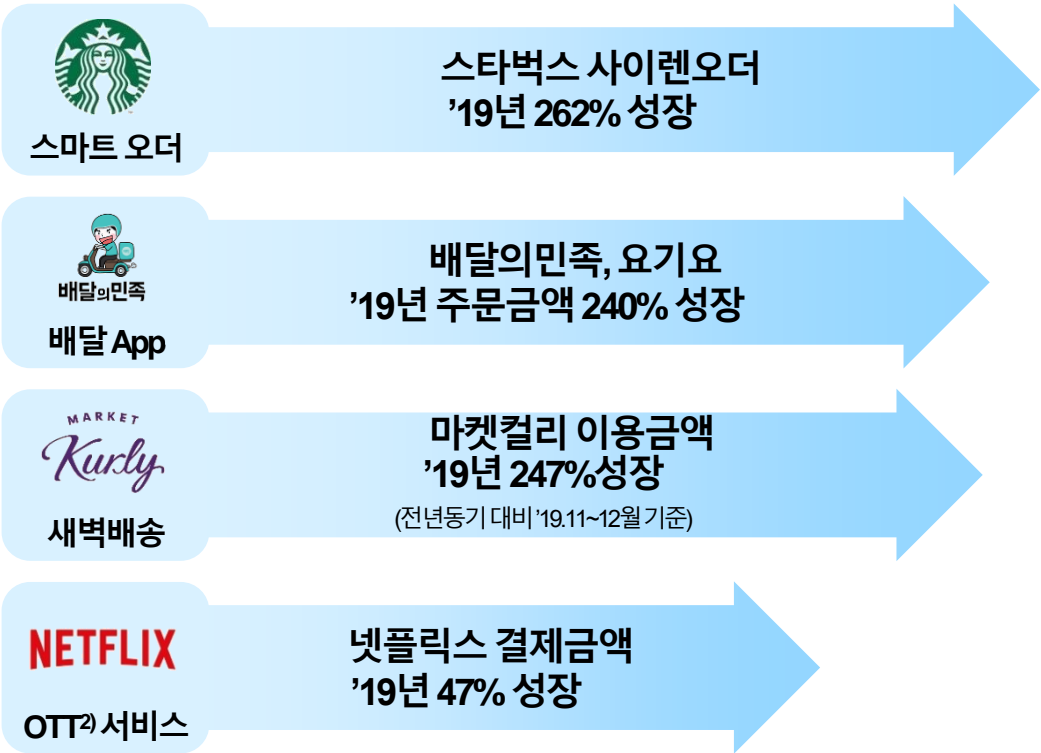 스타벅스 사이렌오더
’19년 262% 성장
스마트 오더
배달의민족
배달 App
배달의민족, 요기요
’19년 주문금액 240% 성장
MARKET
Kurly
새벽배송
마켓컬리 이용금액
’19년 247%성장
(전년동기 대비 ’19.11~12월 기준)
NETFLIX
OTT2) 서비스
넷플릭스 결제금액
’19년 47% 성장